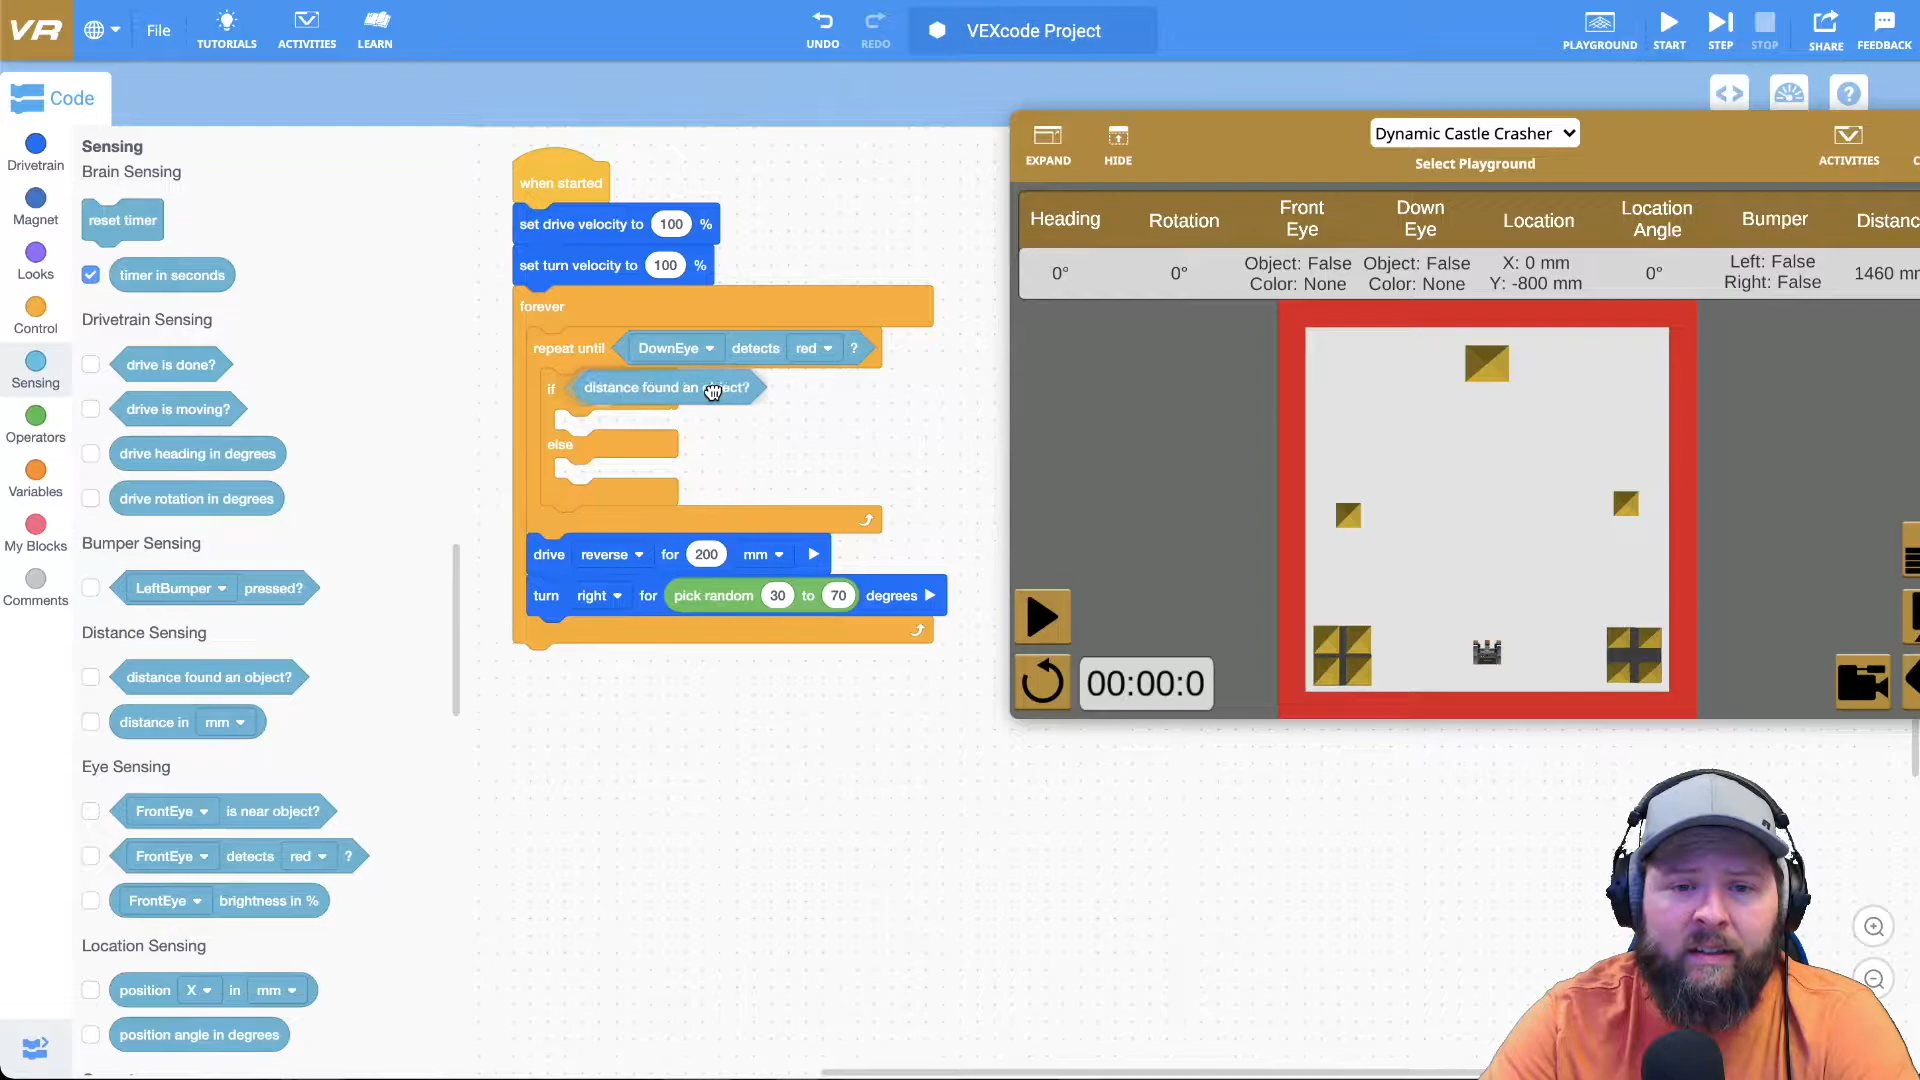 VR
File
TUTORIALS
ACTIVITIES
LEARN
UNDO
REDO
VEXcode Project
PLAYGROUND
START
STEP
STOP
SHARE
FEEDBACK
Code
Drivetrain
Magnet
Looks
Control
Sensing
Operators
Variables
My Blocks
Comments
Sensing
Brain Sensing
reset timer
timer in seconds
Drivetrain Sensing
drive is done?
drive is moving?
drive heading in degrees
drive rotation in degrees
Bumper Sensing
LeftBumper pressed?
Distance Sensing
distance found an object?
distance in mm
Eye Sensing
FrontEye is near object?
FrontEye detects red ?
FrontEye brightness in %
Location Sensing
position X in mm
position angle in degrees
when started
set drive velocity to 100 %
set turn velocity to 100 %
forever
repeat until DownEye detects red ?
if distance found an object?
else
drive reverse for 200 mm
turn right for pick random 30 to 70 degrees
EXPAND
HIDE
Dynamic Castle Crasher
Select Playground
ACTIVITIES
Heading
Rotation
Front Eye
Down Eye
Location
Location Angle
Bumper
Distanc
0°
0°
Object: False
Color: None
Object: False
Color: None
X: 0 mm
Y: -800 mm
0°
Left: False
Right: False
1460 mm
00:00:0